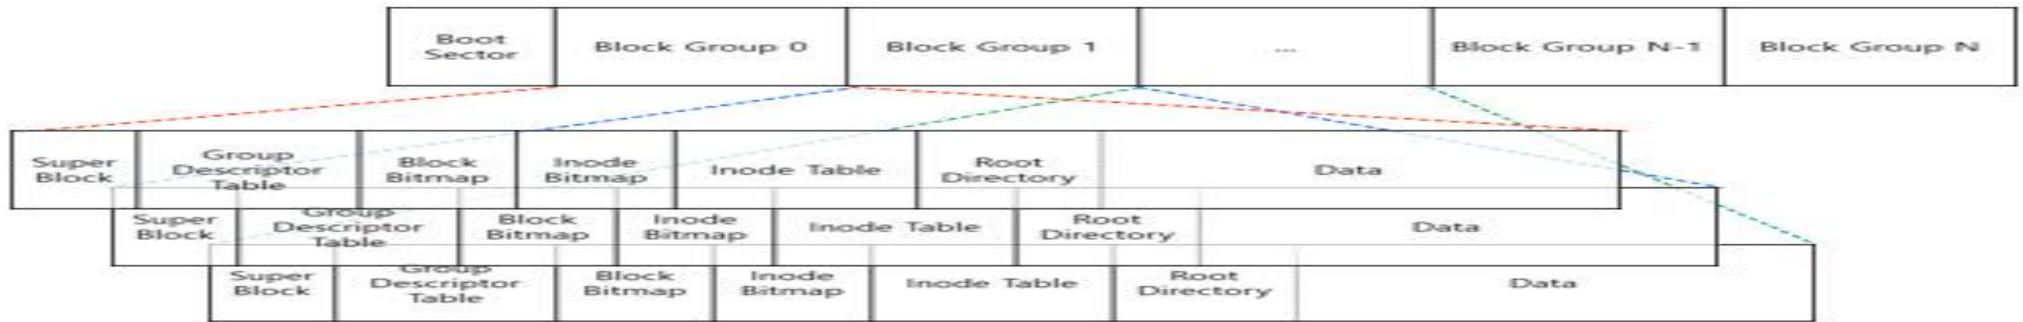 Boot
Sector
Block Group 0
Block Group 1
...
Block Group N-1
Block Group N
Super
Block
Group
Descriptor
Table
Block
Bitmap
Inode
Bitmap
Inode Table
Root
Directory
Data
Super
Block
Group
Descriptor
Table
Block
Bitmap
Inode
Bitmap
Inode Table
Root
Directory
Data
Super
Block
Group
Descriptor
Table
Block
Bitmap
Inode
Bitmap
Inode Table
Root
Directory
Data